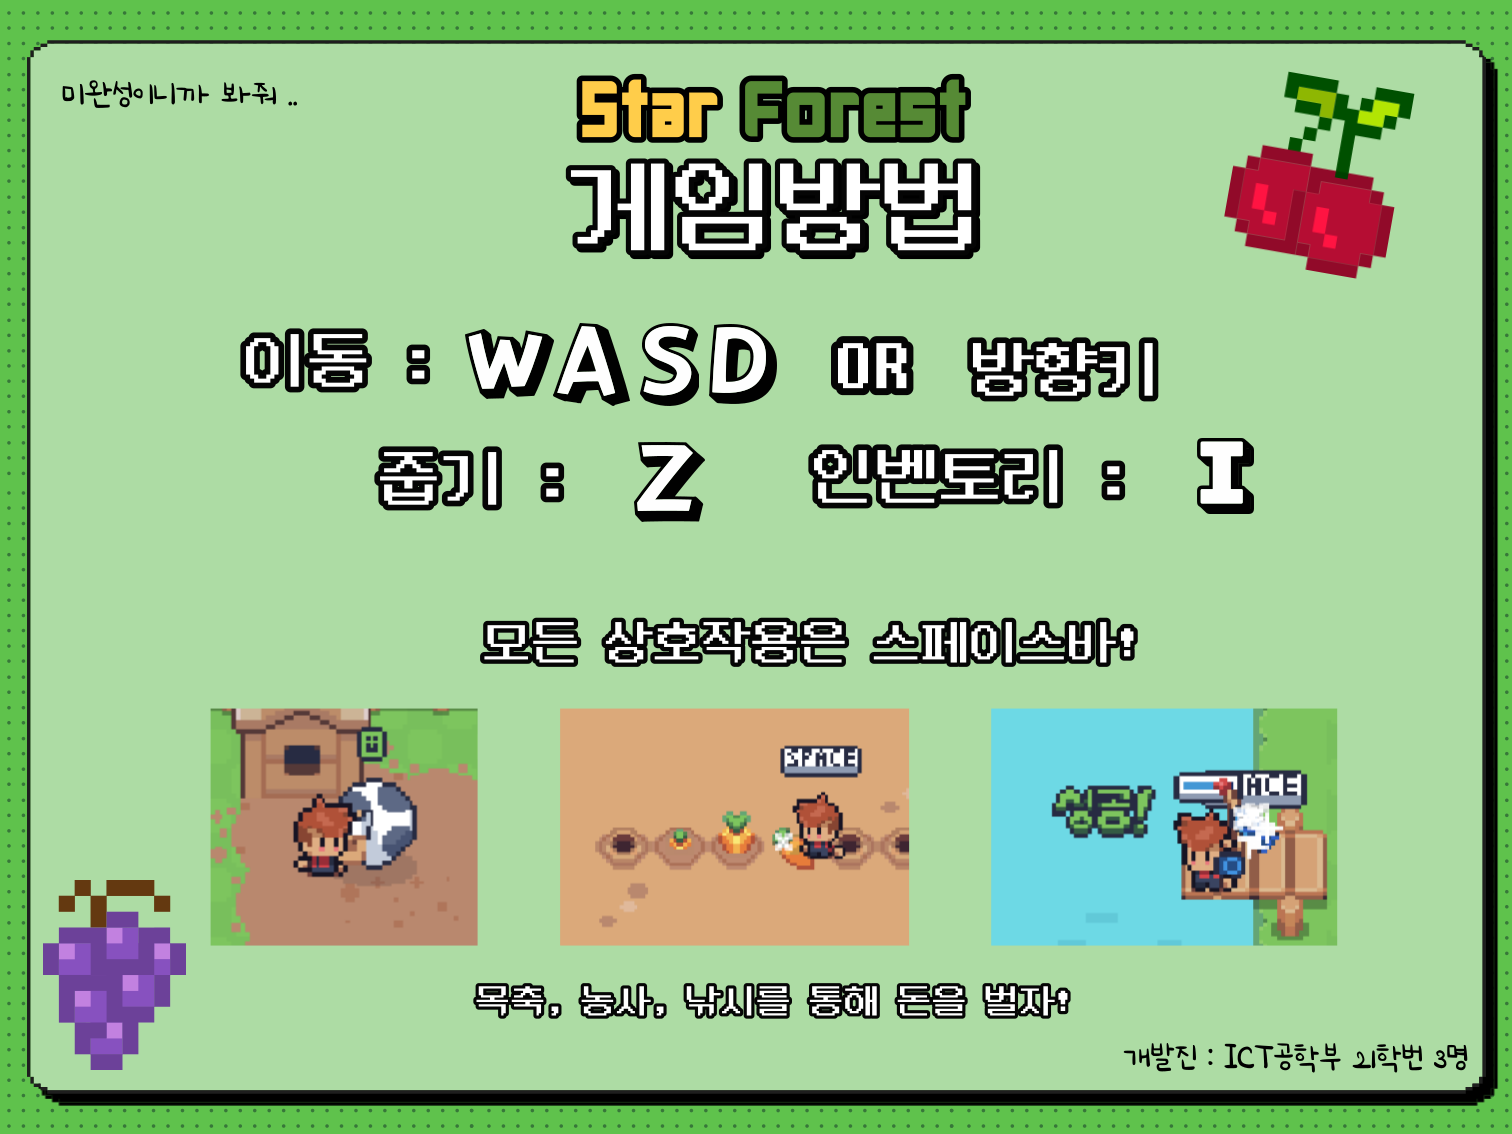 미완성이니까 봐줘 ..
Star Forest
게임방법
이동 : WASD OR 방향키
줍기 : Z 인벤토리 : I
모든 상호작용은 스페이스바!
SPACE
성공!
ACE
목축, 농사, 낚시를 통해 돈을 벌자!
개발진 : ICT공학부 21학번 3명